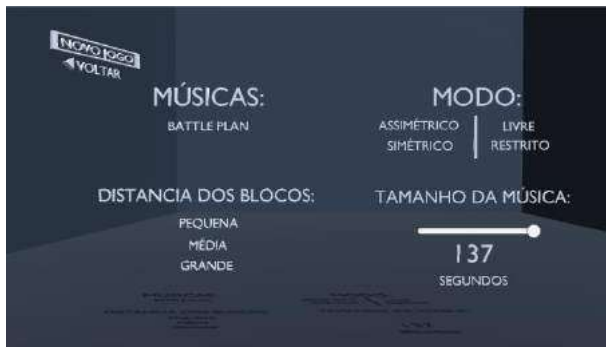 NOVO JOGO
VOLTAR
MÚSICAS:
BATTLE PLAN
MODO:
ASSIMÉTRICO LIVRE
SIMÉTRICO RESTRITO
DISTANCIA DOS BLOCOS:
PEQUENA
MÉDIA
GRANDE
TAMANHO DA MÚSICA:
137
SEGUNDOS